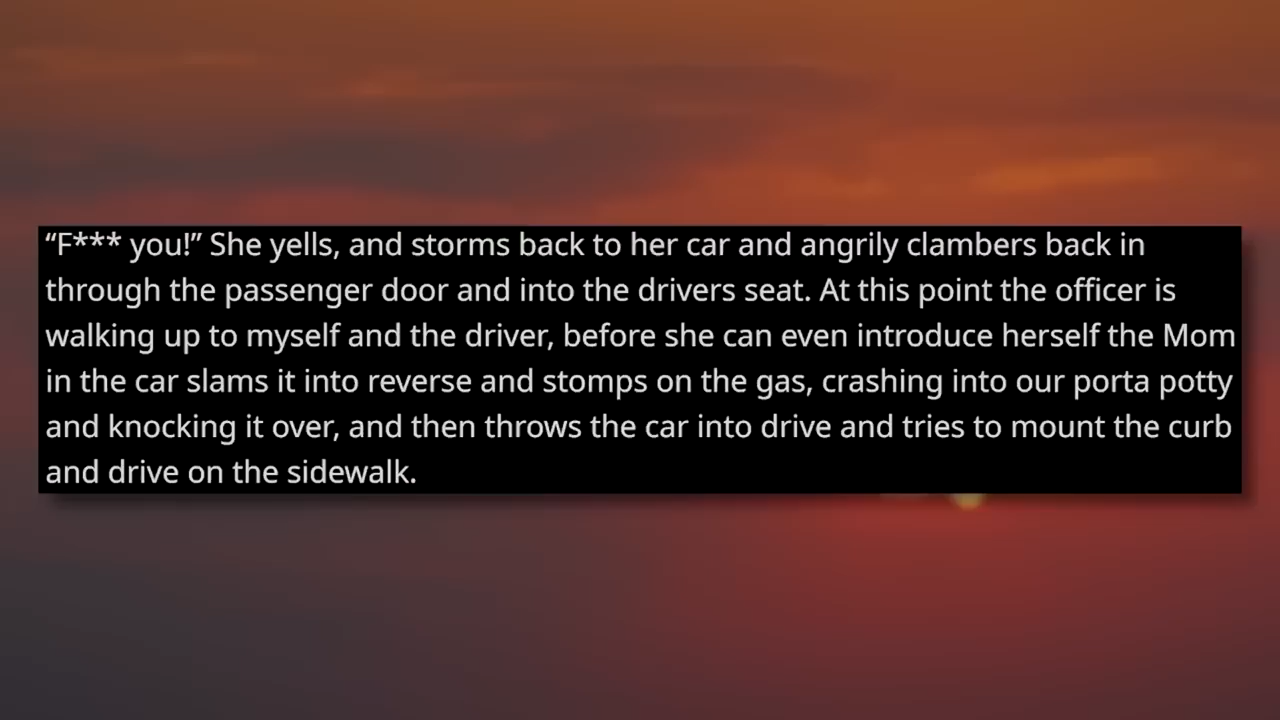 “F*** you!” She yells, and storms back to her car and angrily clambers back in
through the passenger door and into the drivers seat. At this point the officer is
walking up to myself and the driver, before she can even introduce herself the Mom
in the car slams it into reverse and stomps on the gas, crashing into our porta potty
and knocking it over, and then throws the car into drive and tries to mount the curb
and drive on the sidewalk.